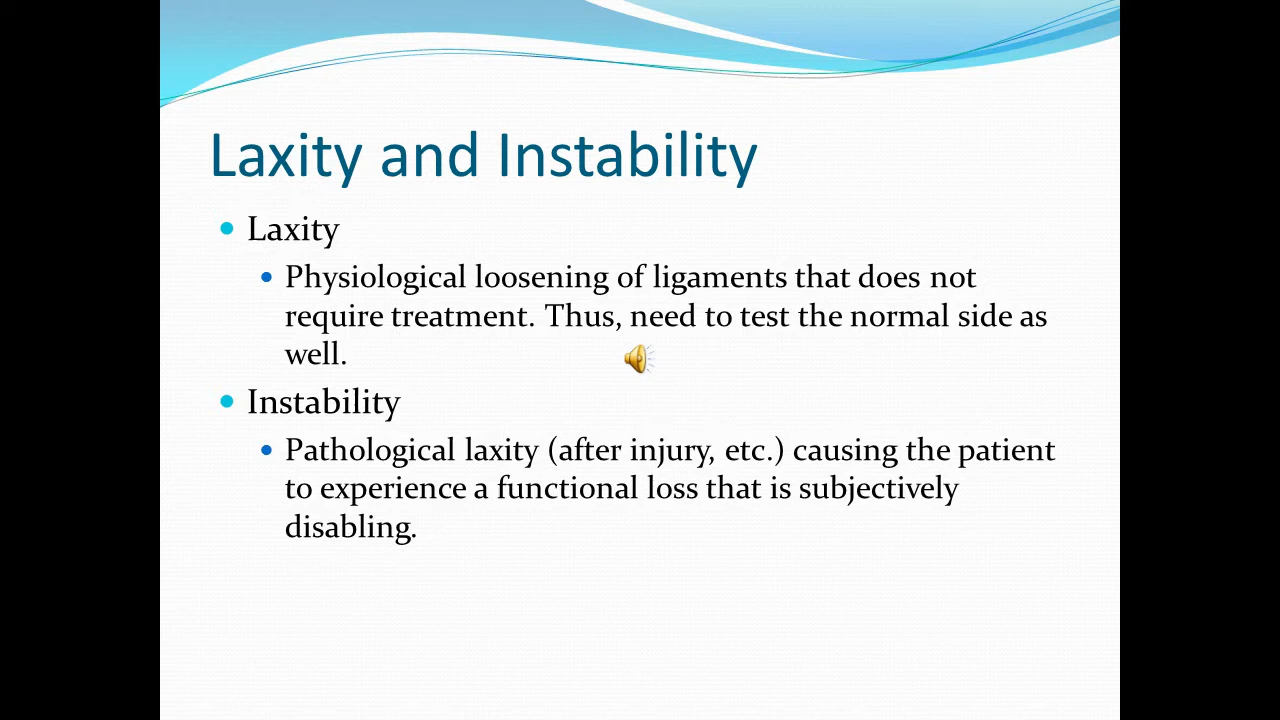 Laxity and Instability
Laxity
Physiological loosening of ligaments that does not
require treatment. Thus, need to test the normal side as
well.
Instability
Pathological laxity (after injury, etc.) causing the patient
to experience a functional loss that is subjectively
disabling.